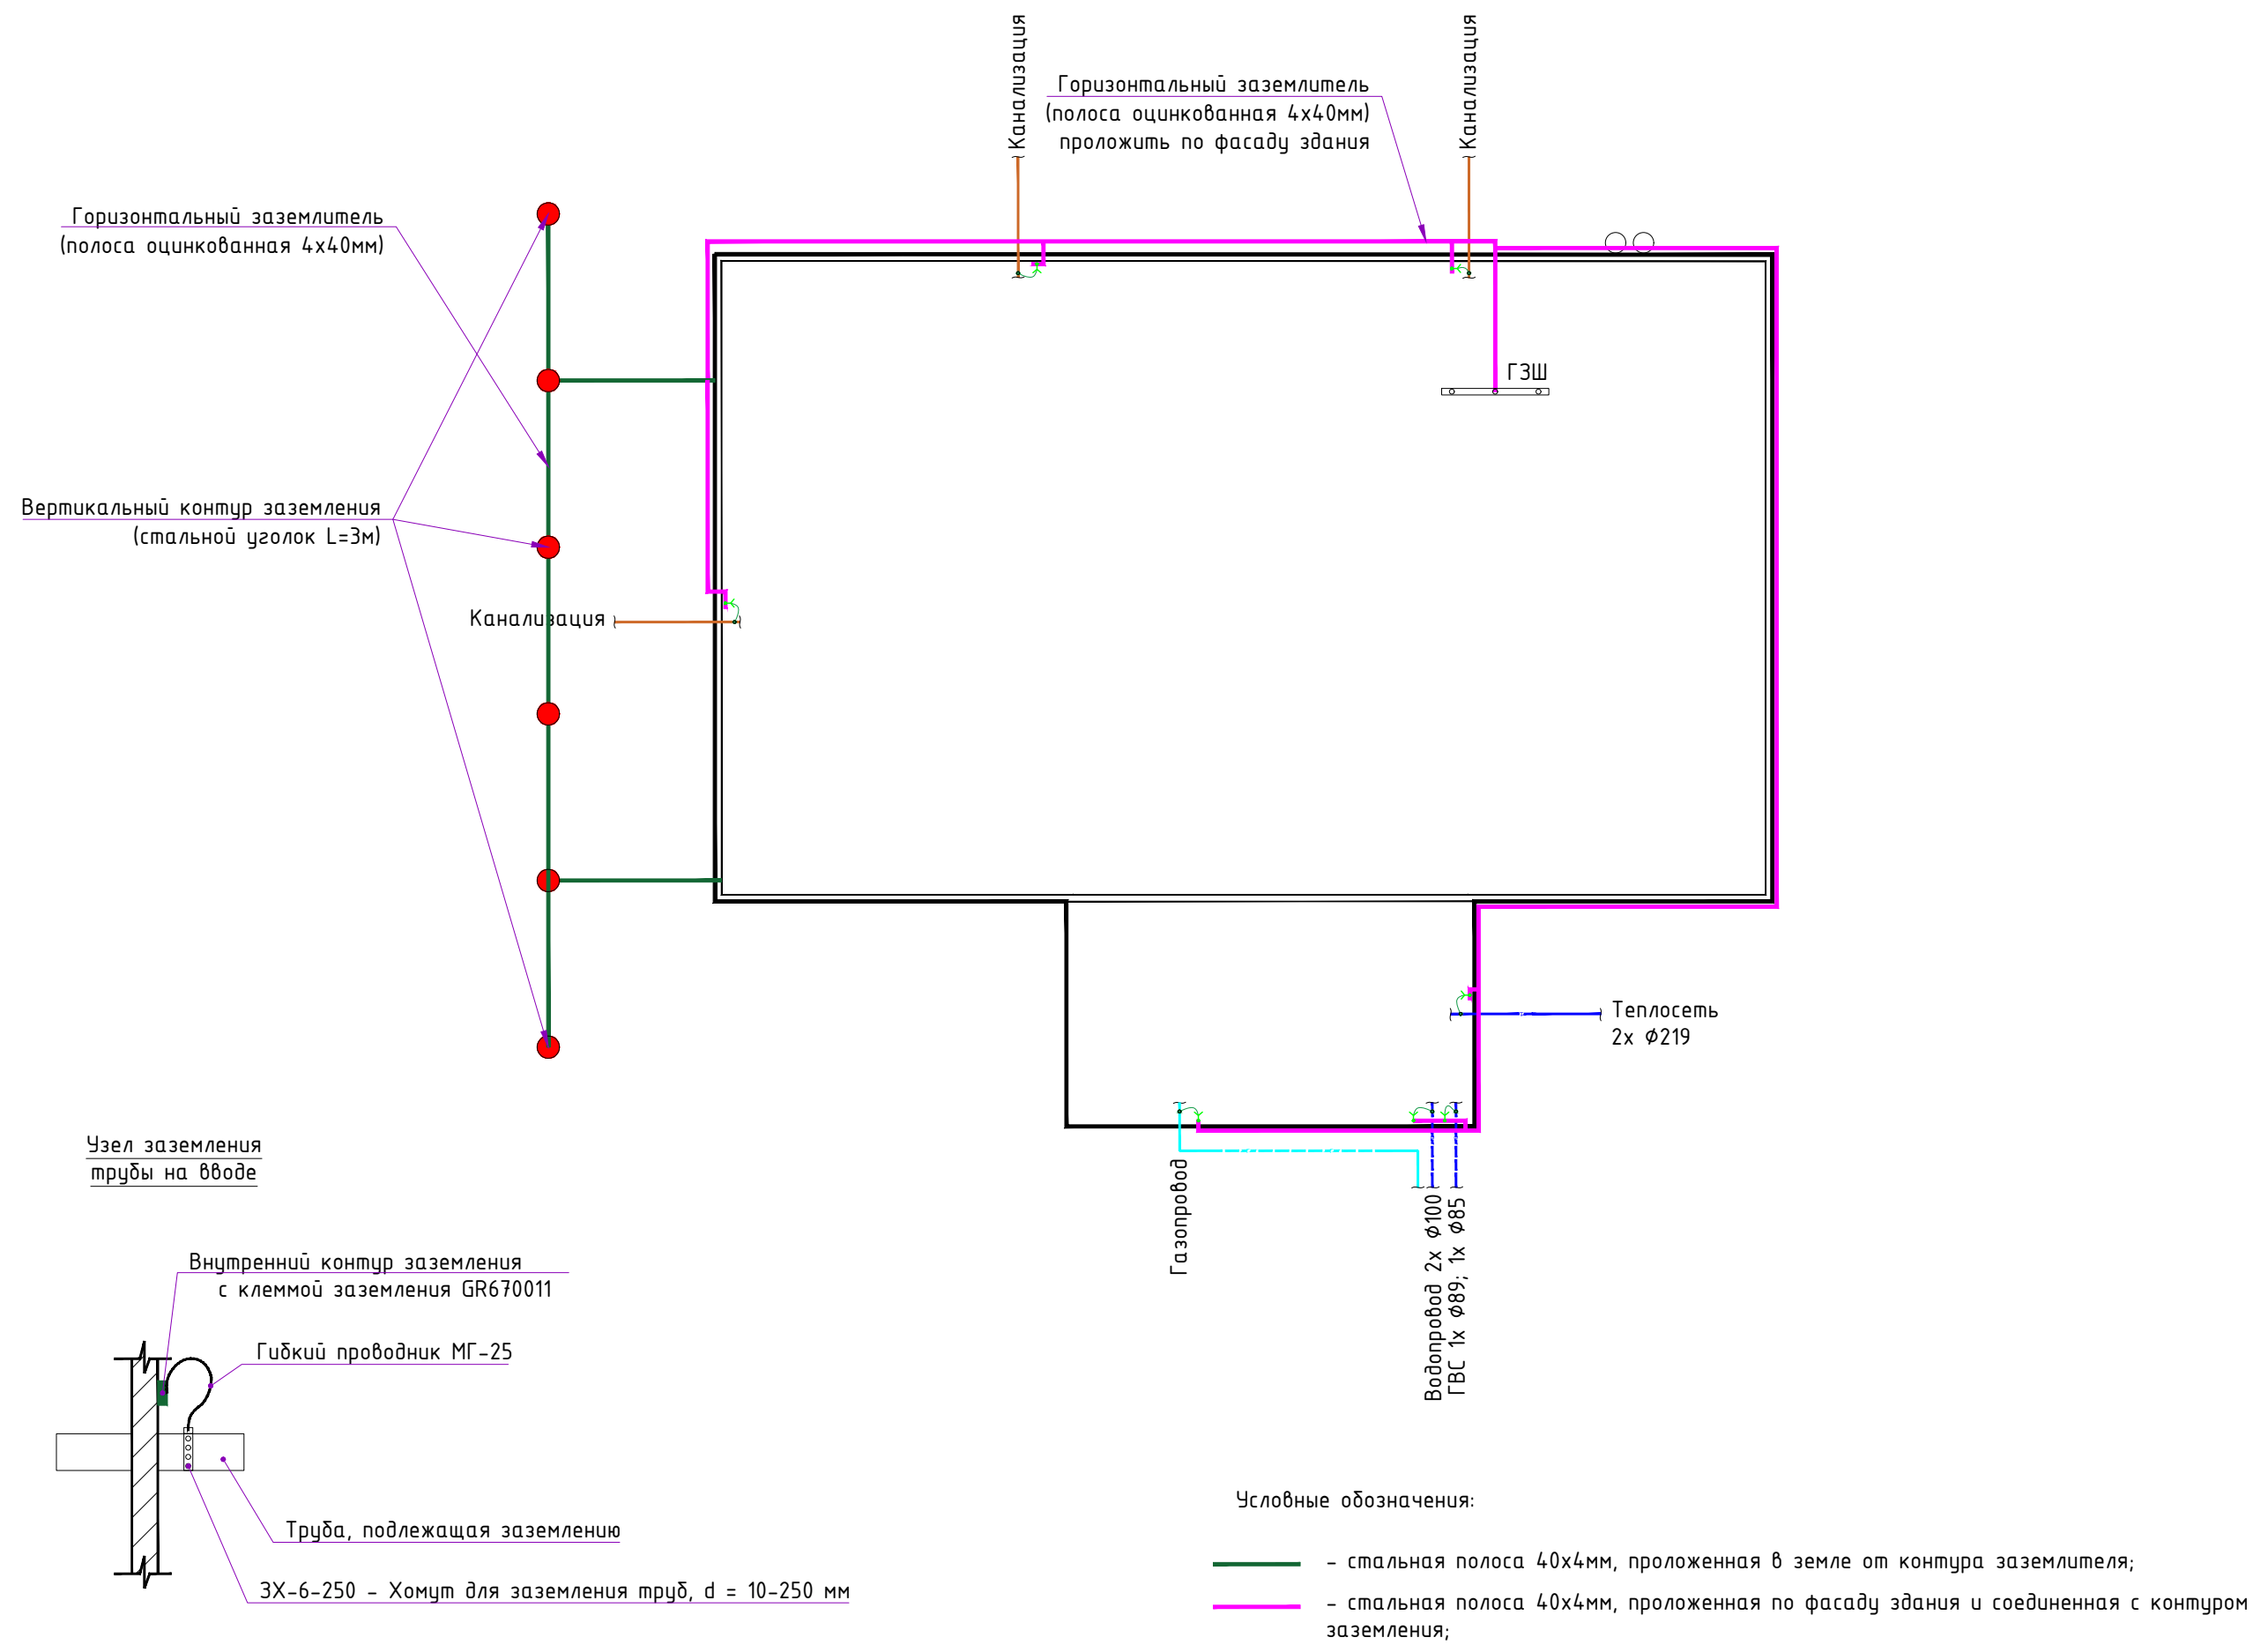 Канализация
Канализация
Горизонтальный заземлитель
(полоса оцинкованная 4х40мм)
проложить по фасаду здания
Горизонтальный заземлитель
(полоса оцинкованная 4х40мм)
ГЗШ
Вертикальный контур заземления
(стальной уголок L=3м)
Канализация
Теплосеть
2х Ф219
Газопровод
Водопровод 2х Ф100
ГВС 1х Ф89; 1х Ф85
Узел заземления
трубы на вводе
Внутренний контур заземления
с клеммой заземления GR670011
Гибкий проводник МГ-25
Труба, подлежащая заземлению
ЗХ-6-250 - Хомут для заземления труб, d = 10-250 мм
Условные обозначения:
- стальная полоса 40х4мм, проложенная в земле от контура заземлителя;
- стальная полоса 40х4мм, проложенная по фасаду здания и соединенная с контуром
заземления;